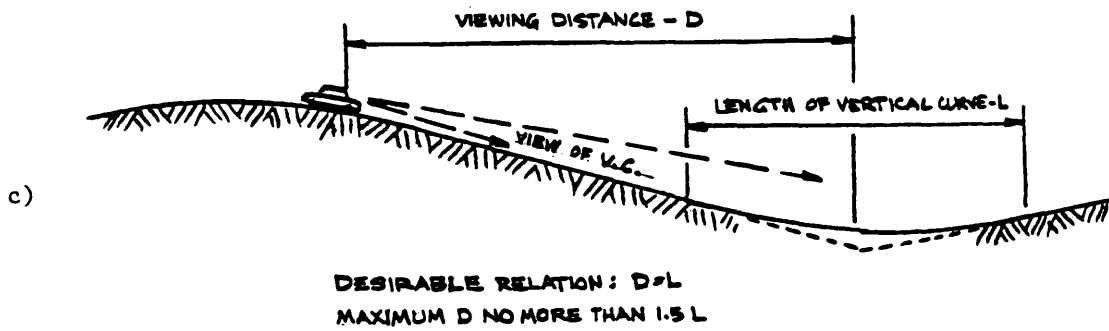 VIEWING DISTANCE - D
LENGTH OF VERTICAL CURVE-L
VIEW OF V.C.
c)
DESIRABLE RELATION: D=L
MAXIMUM D NO MORE THAN 1.5 L